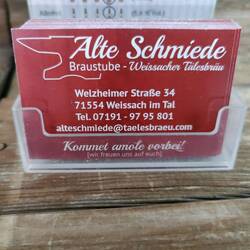 Alte Schmiede
Braustube - Weissacher Tälesbräu
Welzheimer Straße 34
71554 Weissach im Tal
Tel. 07191 - 97 95 801
alteschmiede@taelesbraeu.com
Kommet amole vorbei!
[wir freuen uns auf euch]